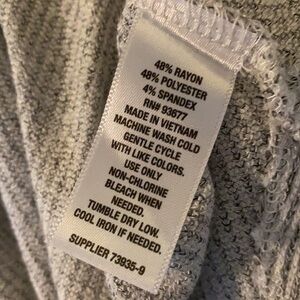 48% RAYON
48% POLYESTER
4% SPANDEX
RN# 93677
MADE IN VIETNAM
MACHINE WASH COLD
GENTLE CYCLE
WITH LIKE COLORS.
USE ONLY
NON-CHLORINE
BLEACH WHEN
NEEDED.
TUMBLE DRY LOW.
COOL IRON IF NEEDED.
SUPPLIER 73935-9